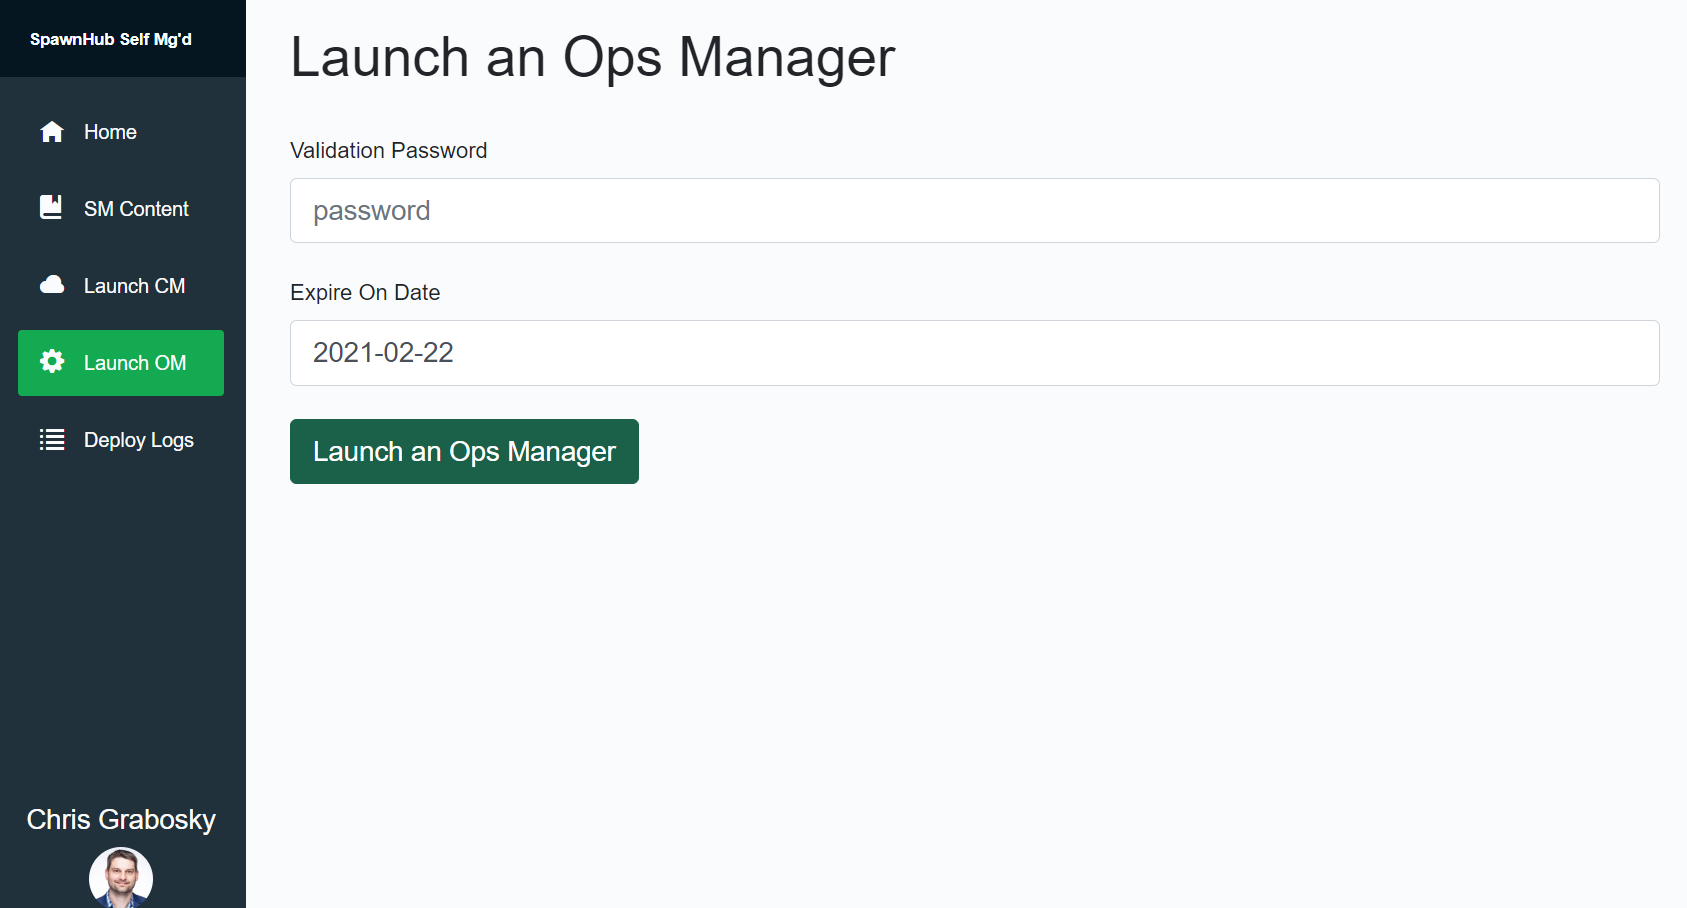 SpawnHub Self Mg'd
Home
SM Content
Launch CM
Launch OM
Deploy Logs
Chris Grabosky
Launch an Ops Manager
Validation Password
password
Expire On Date
2021-02-22
Launch an Ops Manager